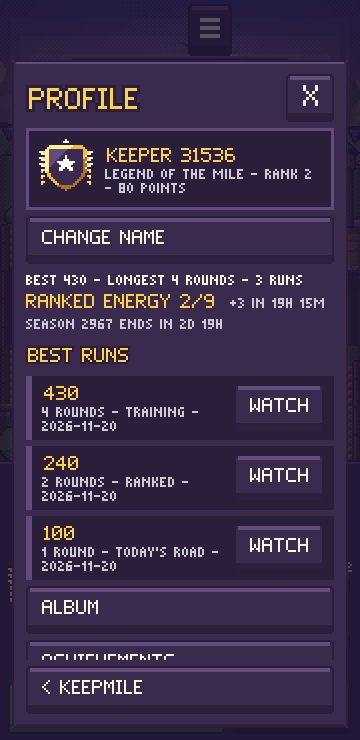 PROFILE
X
KEEPER 31536
LEGEND OF THE MILE - RANK 2
- 80 POINTS
CHANGE NAME
BEST 430 - LONGEST 4 ROUNDS - 3 RUNS
RANKED ENERGY 2/9 +3 IN 19H 15M
SEASON 2967 ENDS IN 2D 19H
BEST RUNS
430
4 ROUNDS - TRAINING -
2026-11-20
WATCH
240
2 ROUNDS - RANKED -
2026-11-20
WATCH
100
1 ROUND - TODAY'S ROAD -
2026-11-20
WATCH
ALBUM
ACHIEVEMENTS
< KEEPMILE